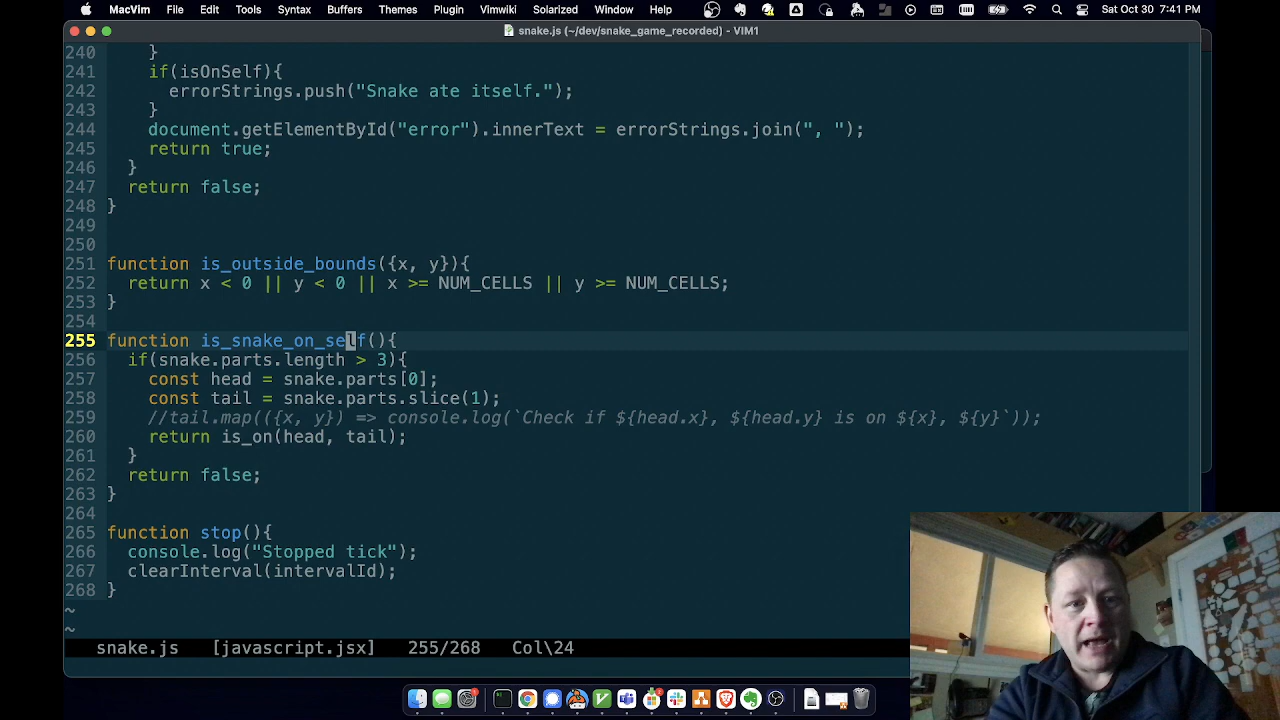 MacVim File Edit Tools Syntax Buffers Themes Plugin Vimwiki Solarized Window Help Sat Oct 30 7:41 PM
snake.js (~/dev/snake_game_recorded) - VIM1
240 }
241 if(isOnSelf){
242 errorStrings.push("Snake ate itself.");
243 }
244 document.getElementById("error").innerText = errorStrings.join(", ");
245 return true;
246 }
247 return false;
248 }
249
250
251 function is_outside_bounds({x, y}){
252 return x < 0 || y < 0 || x >= NUM_CELLS || y >= NUM_CELLS;
253 }
254
255 function is_snake_on_self(){
256 if(snake.parts.length > 3){
257 const head = snake.parts[0];
258 const tail = snake.parts.slice(1);
259 //tail.map(({x, y}) => console.log(`Check if ${head.x}, ${head.y} is on ${x}, ${y}`));
260 return is_on(head, tail);
261 }
262 return false;
263 }
264
265 function stop(){
266 console.log("Stopped tick");
267 clearInterval(intervalId);
268 }
~
~
snake.js [javascript.jsx] 255/268 Col\24